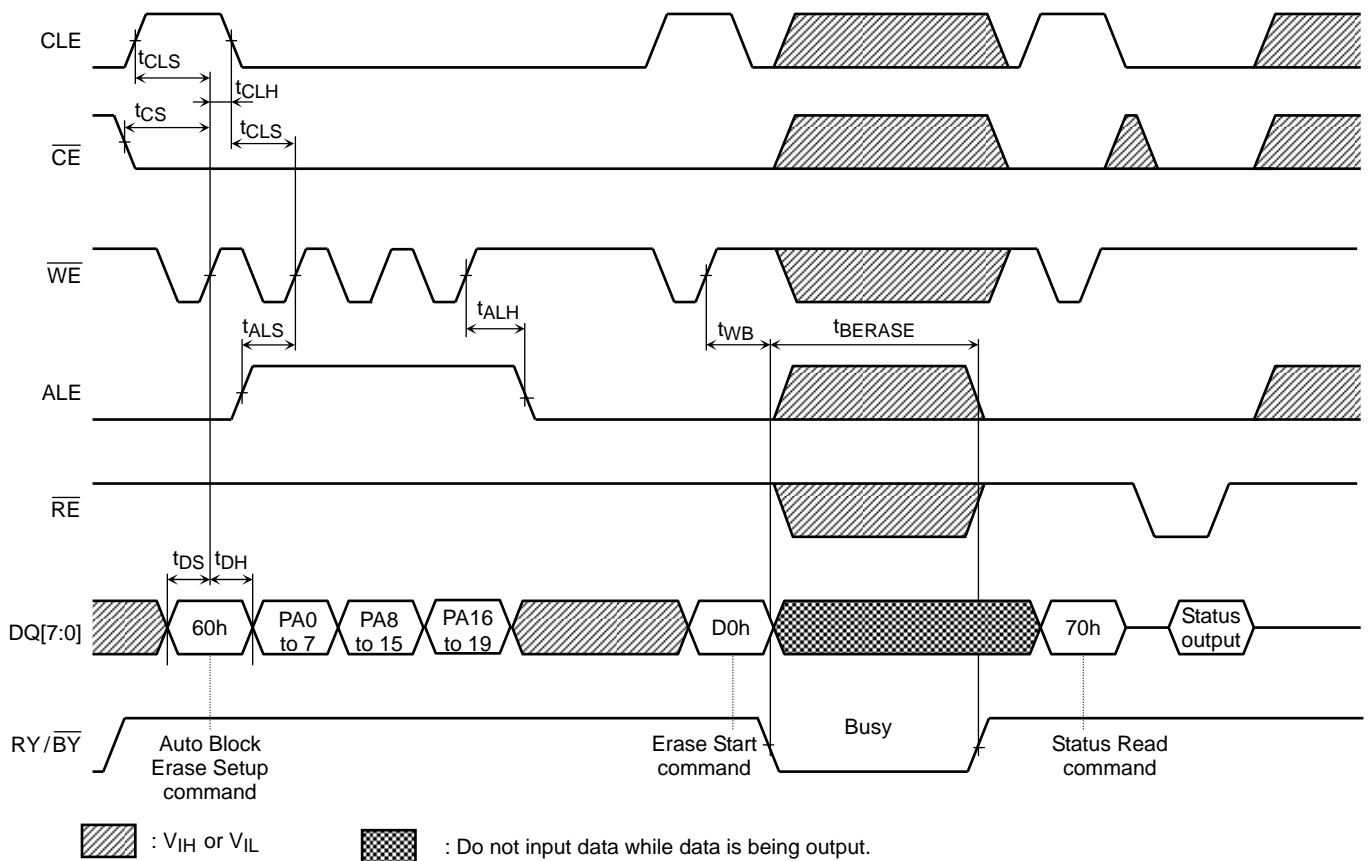 CLE
tCLS
tCLH
tCS
tCLS
CE
WE
tALS
tALH
tWB
tBERASE
ALE
RE
tDS
tDH
DQ[7:0]
60h
PA0
to 7
PA8
to 15
PA16
to 19
D0h
70h
Status
output
RY/BY
Busy
Auto Block
Erase Setup
command
Erase Start
command
Status Read
command
: VIH or VIL
: Do not input data while data is being output.